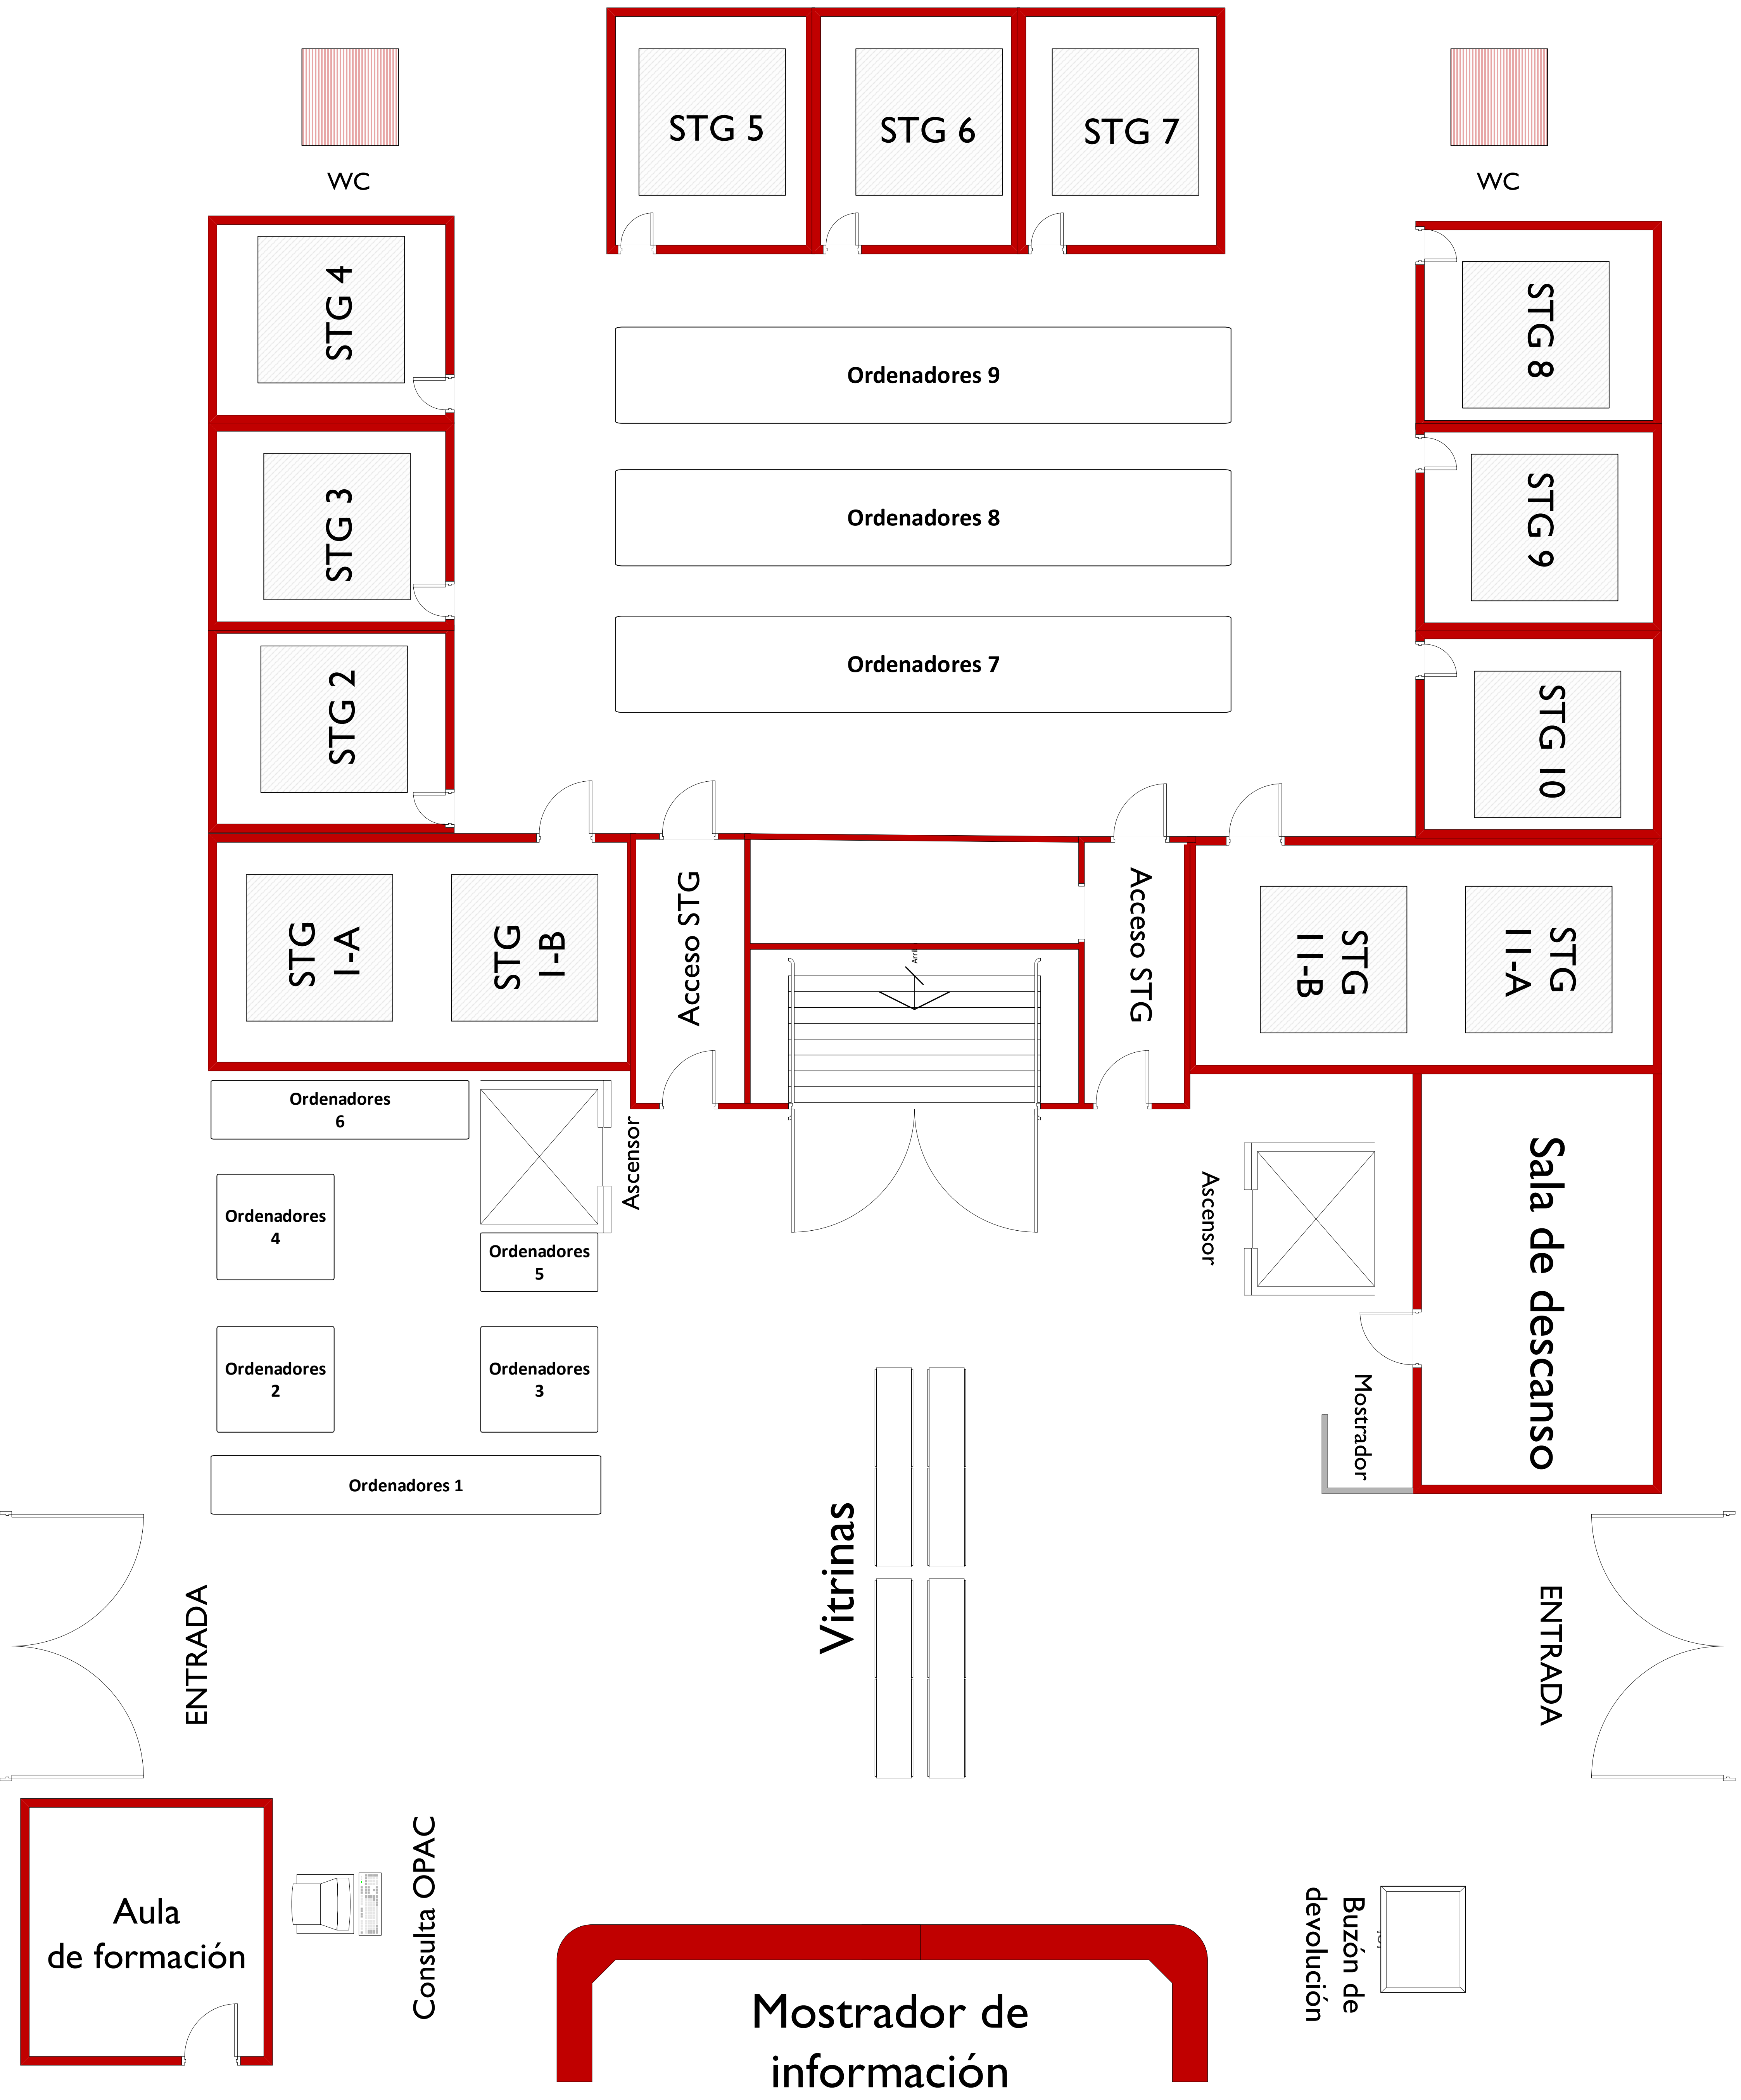 STG 5
STG 6
STG 7
WC
WC
STG 4
STG 8
Ordenadores 9
STG 3
Ordenadores 8
STG 9
STG 2
Ordenadores 7
STG 10
STG
I-A
STG
I-B
Acceso STG
Acceso STG
STG
II-B
STG
II-A
Ordenadores
6
Ascensor
Ascensor
Sala de descanso
Ordenadores
4
Ordenadores
5
Ordenadores
2
Ordenadores
3
Mostrador
Ordenadores 1
Vitrinas
ENTRADA
ENTRADA
Aula
de formación
Consulta OPAC
Buzón de
devolución
Mostrador de
información